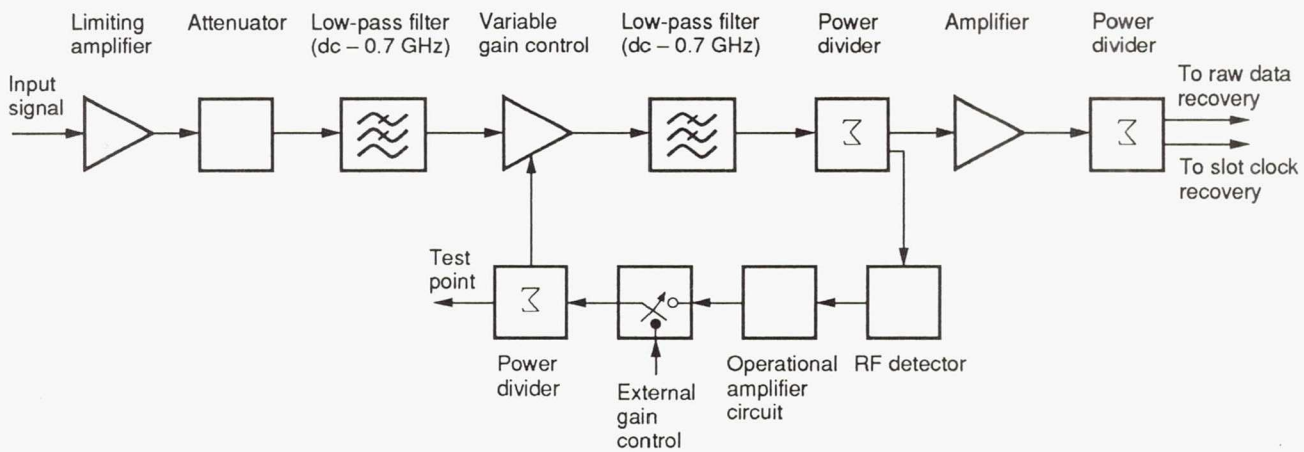 Limiting
amplifier
Attenuator
Low-pass filter
(dc – 0.7 GHz)
Variable
gain control
Low-pass filter
(dc – 0.7 GHz)
Power
divider
Amplifier
Power
divider
Input
signal
Σ
Σ
To raw data
recovery
To slot clock
recovery
Test
point
Σ
Power
divider
External
gain
control
Operational
amplifier
circuit
RF detector